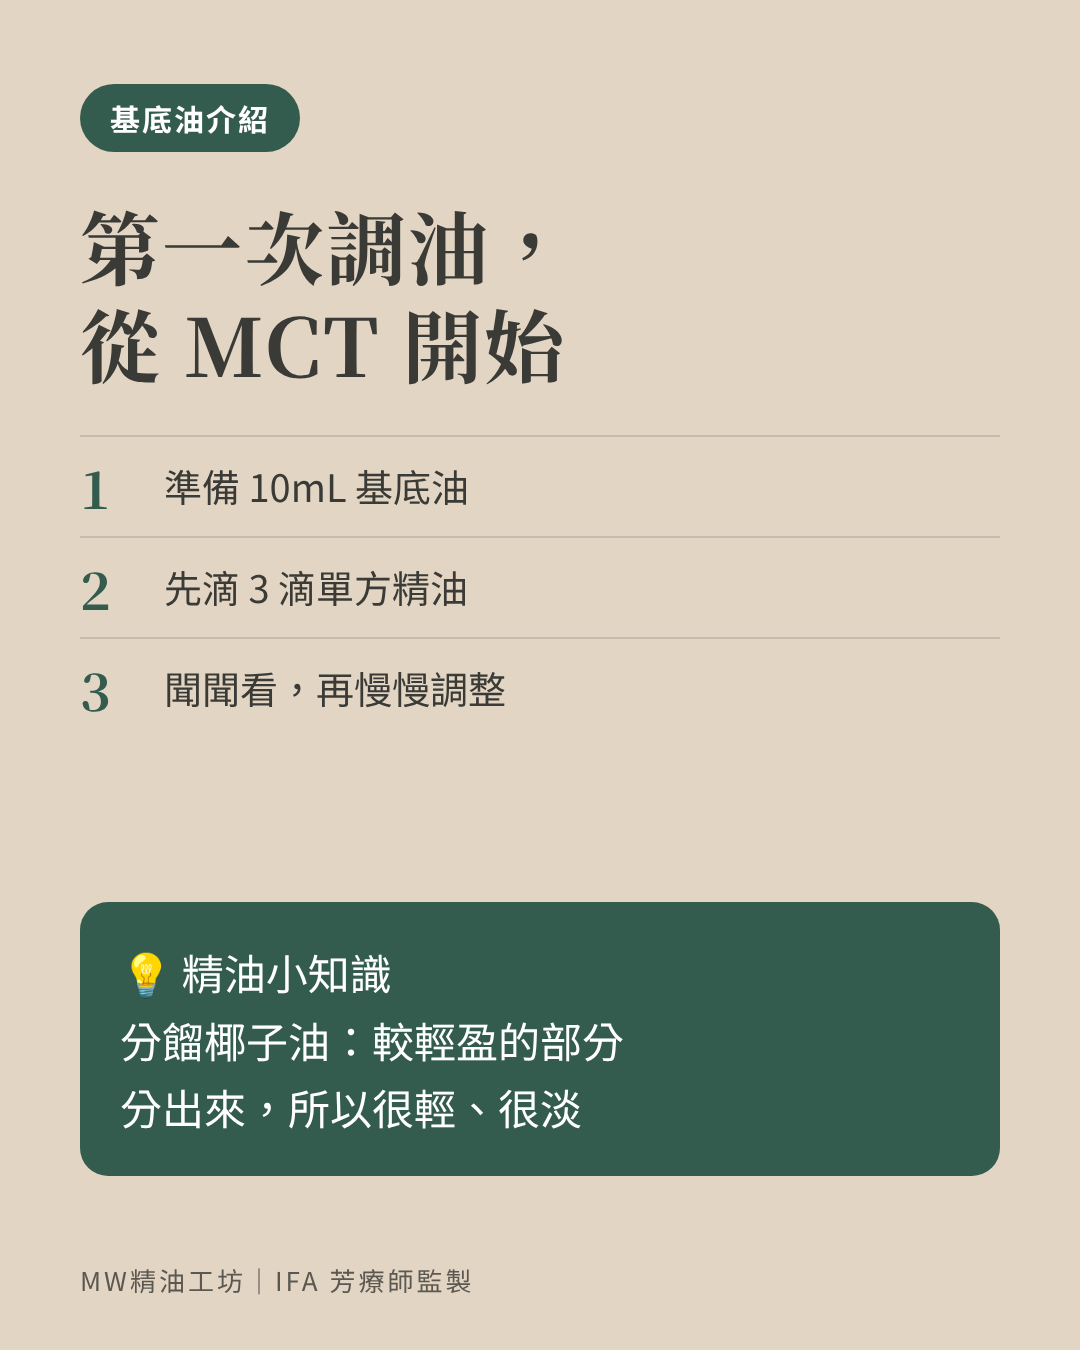 基底油介紹
第一次調油，
從 MCT 開始
1 準備 10mL 基底油
2 先滴 3 滴單方精油
3 聞聞看，再慢慢調整
💡 精油小知識
分餾椰子油：較輕盈的部分
分出來，所以很輕、很淡
MW精油工坊｜IFA 芳療師監製